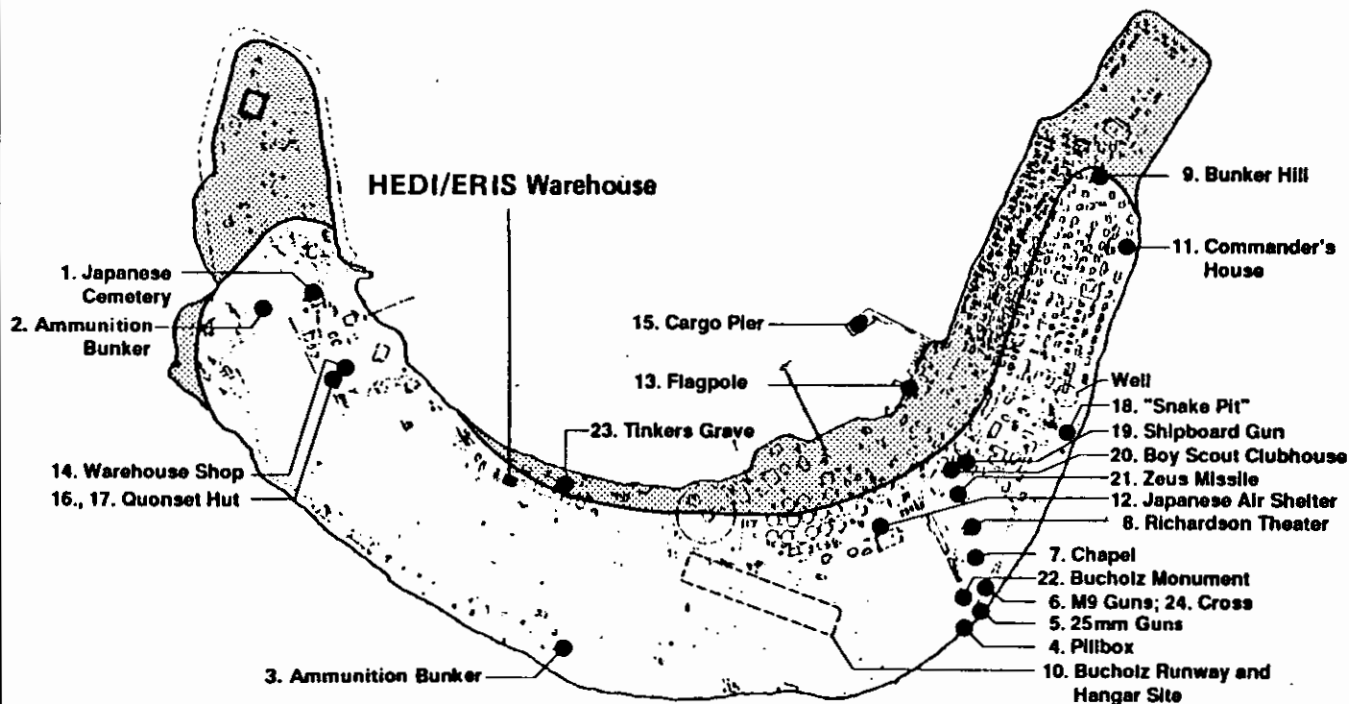 HEDI/ERIS Warehouse
9. Bunker Hill
11. Commander's
House
1. Japanese
Cemetery
2. Ammunition
Bunker
15. Cargo Pier
13. Flagpole
Well
18. "Snake Pit"
19. Shipboard Gun
20. Boy Scout Clubhouse
21. Zeus Missile
12. Japanese Air Shelter
8. Richardson Theater
23. Tinkers Grave
14. Warehouse Shop
16., 17. Quonset Hut
7. Chapel
22. Bucholz Monument
6. M9 Guns; 24. Cross
5. 25mm Guns
4. Pillbox
3. Ammunition Bunker
10. Bucholz Runway and
Hangar Site